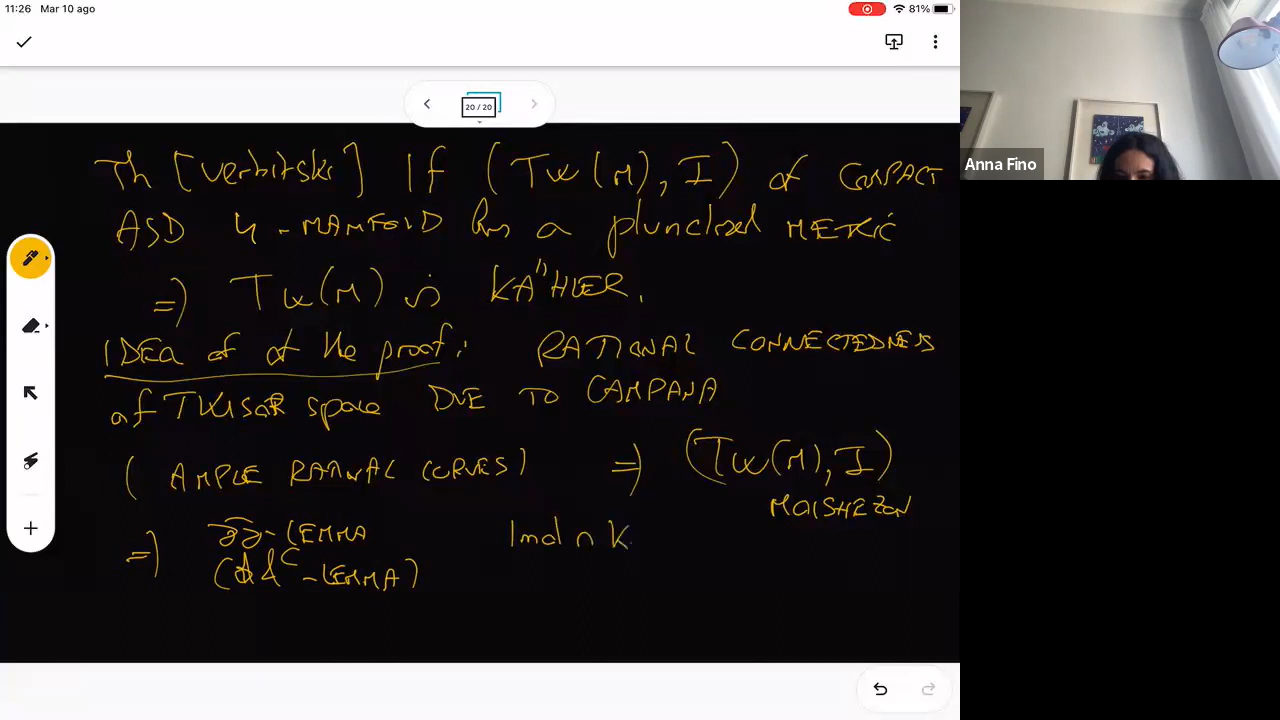 11:26 Mar 10 ago
81%
20 / 20
Anna Fino
Th [Verbitski] If (Tw(M), I) of COMPACT
ASD 4-MANIFOLD has a pluriclosed METRIC
=) Tw(M) is KÄHLER.
IDEA of of the proof: RATIONAL CONNECTEDNESS
of TWISTOR space DUE TO CAMPANA
( AMPLE RATIONAL CURVES) =) (Tw(M), I)
MOISHEZON
=) ∂∂̄-LEMMA Imd ∩ K
(dd^c-LEMMA)